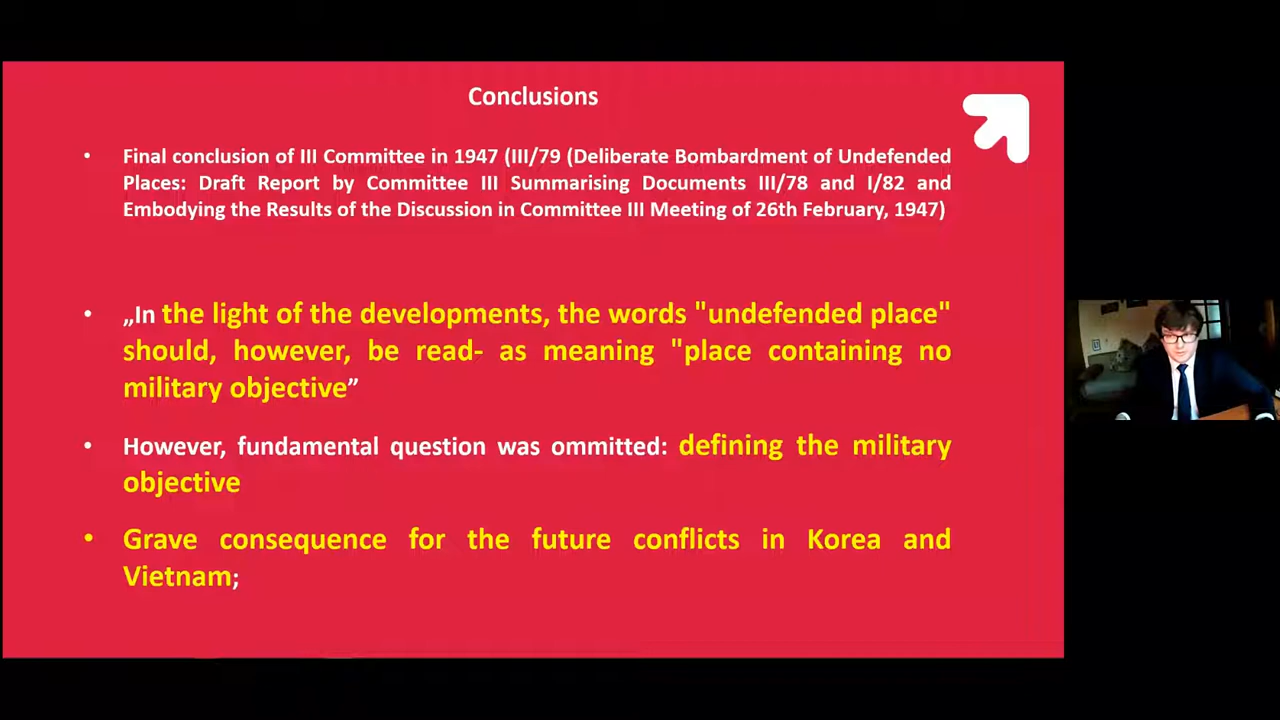 Conclusions
• Final conclusion of III Committee in 1947 (III/79 (Deliberate Bombardment of Undefended
Places: Draft Report by Committee III Summarising Documents III/78 and I/82 and
Embodying the Results of the Discussion in Committee III Meeting of 26th February, 1947)
• „In the light of the developments, the words "undefended place"
should, however, be read- as meaning "place containing no
military objective”
• However, fundamental question was ommitted: defining the military
objective
• Grave consequence for the future conflicts in Korea and
Vietnam;